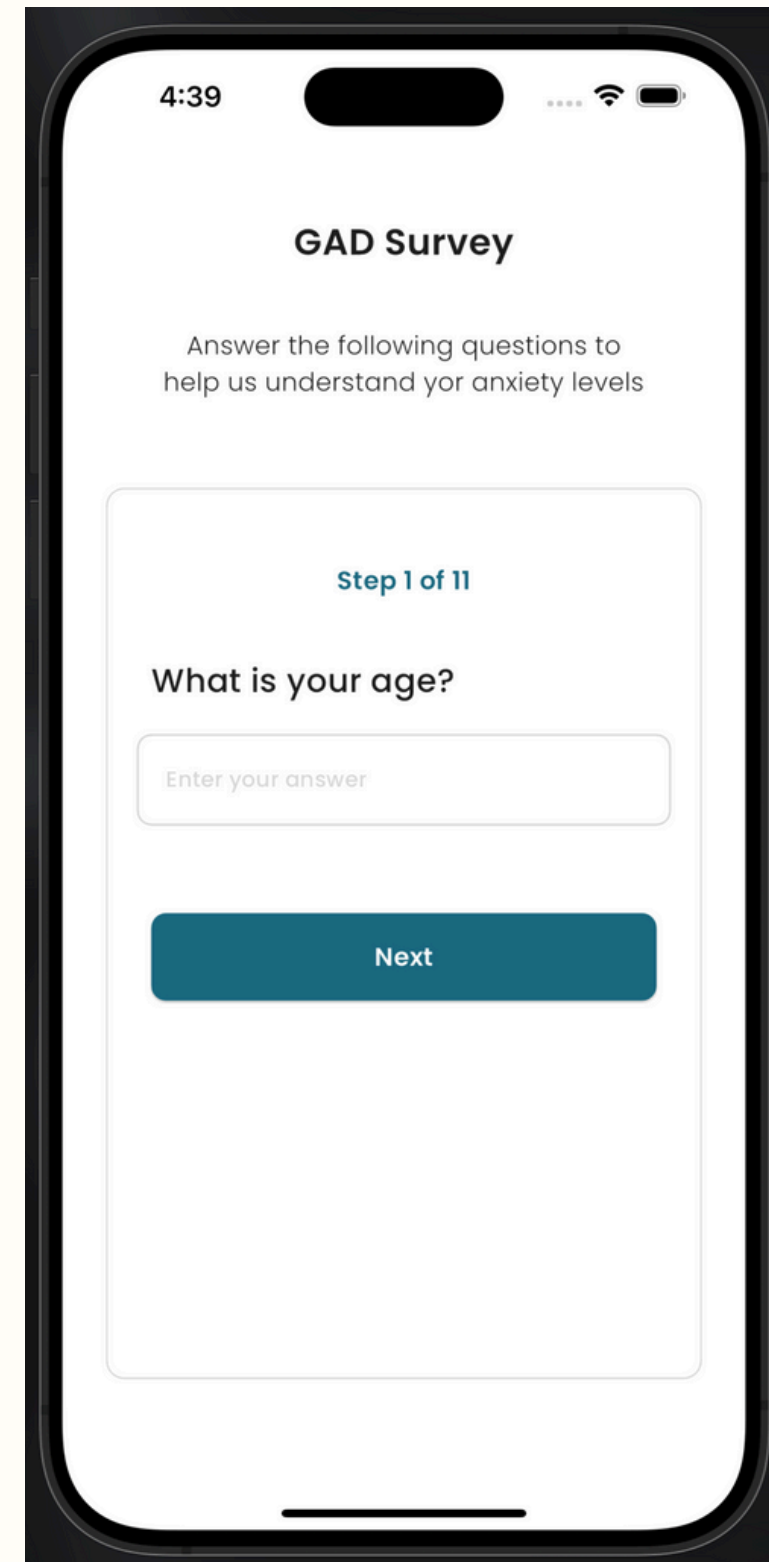 4:39
GAD Survey
Answer the following questions to
help us understand yor anxiety levels
Step 1 of 11
What is your age?
Enter your answer
Next